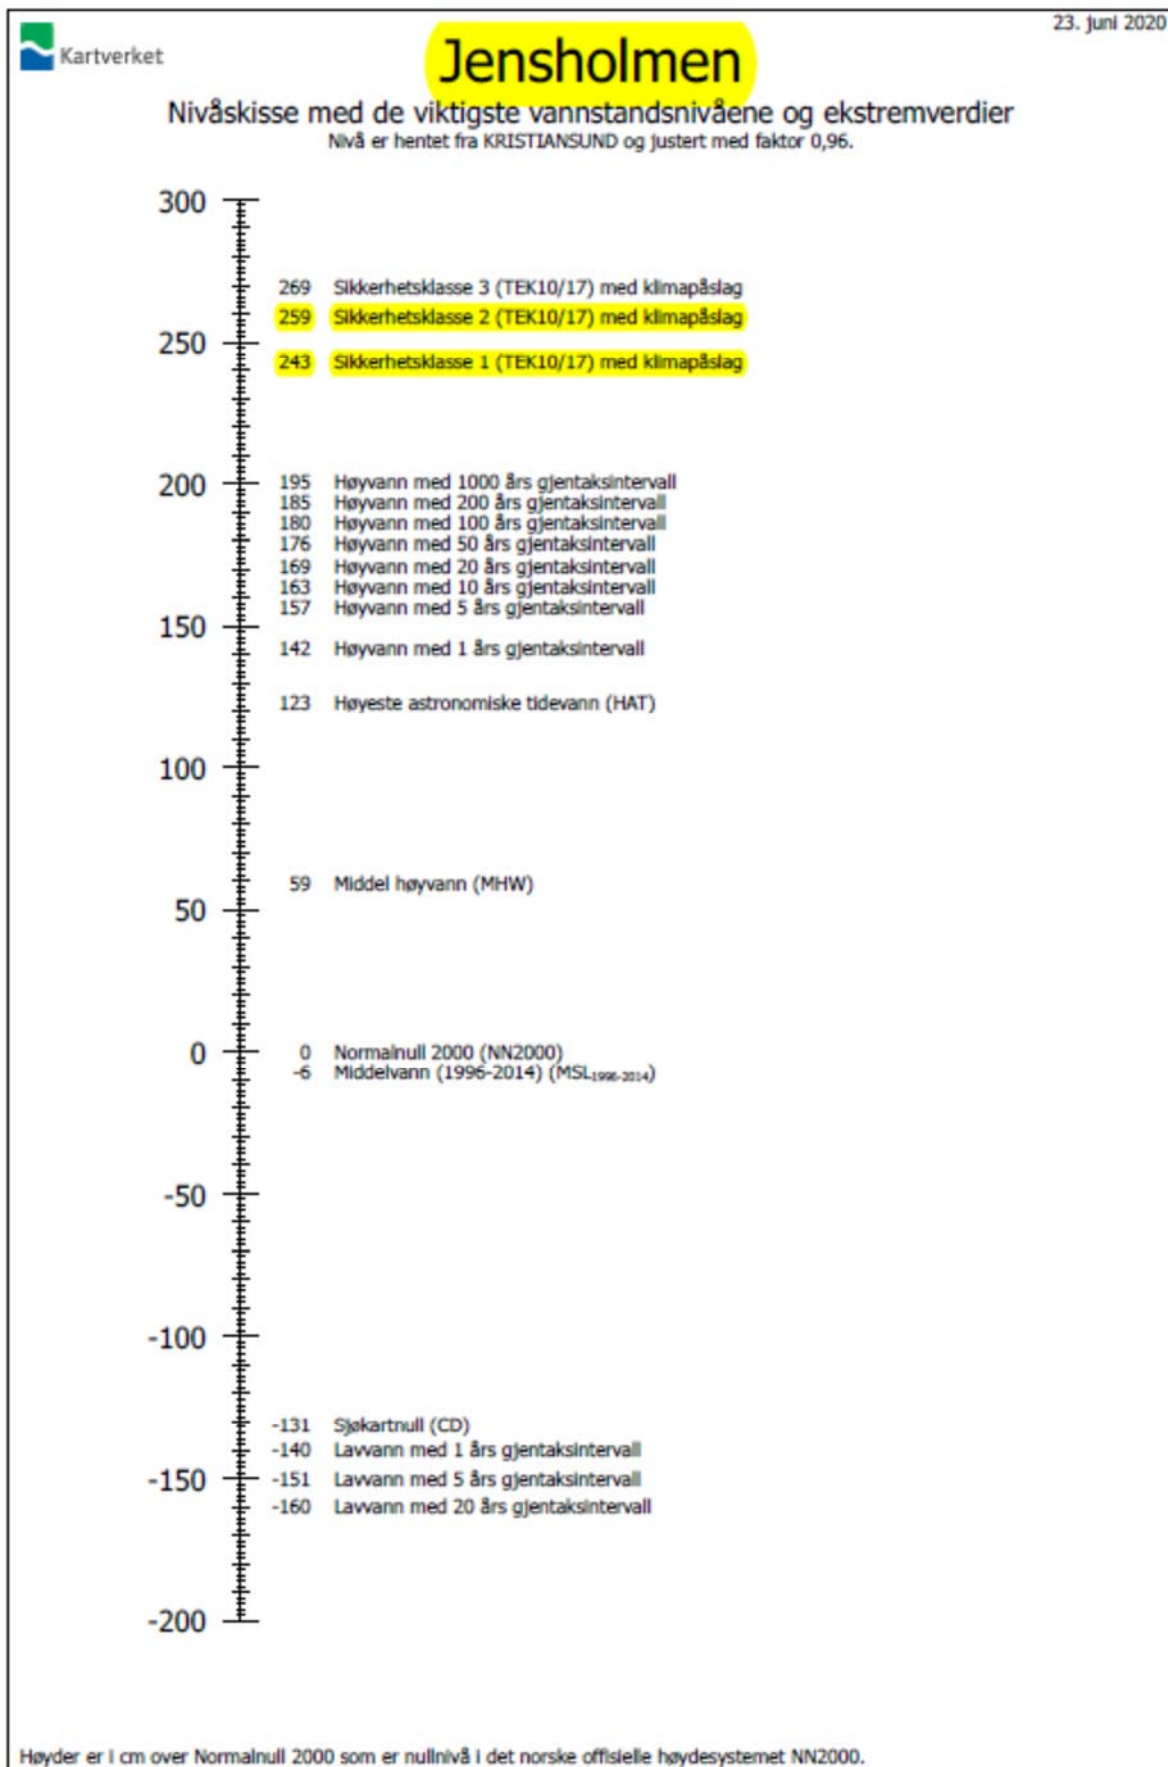 23. juni 2020
Kartverket
Jensholmen
Nivåskisse med de viktigste vannstandsnivåene og ekstremverdier
Nivå er hentet fra KRISTIANSUND og justert med faktor 0,96.
300
269 Sikkerhetsklasse 3 (TEK10/17) med klimapåslag
259 Sikkerhetsklasse 2 (TEK10/17) med klimapåslag
250
243 Sikkerhetsklasse 1 (TEK10/17) med klimapåslag
200 195 Høyvann med 1000 års gjentaksintervall
185 Høyvann med 200 års gjentaksintervall
180 Høyvann med 100 års gjentaksintervall
176 Høyvann med 50 års gjentaksintervall
169 Høyvann med 20 års gjentaksintervall
163 Høyvann med 10 års gjentaksintervall
157 Høyvann med 5 års gjentaksintervall
150
142 Høyvann med 1 års gjentaksintervall
123 Høyeste astronomiske tidevann (HAT)
100
59 Middel høyvann (MHW)
50
0 0 Normalnull 2000 (NN2000)
-6 Middelvann (1996-2014) (MSL1996-2014)
-50
-100
-131 Sjøkartnull (CD)
-140 Lavvann med 1 års gjentaksintervall
-150 -151 Lavvann med 5 års gjentaksintervall
-160 Lavvann med 20 års gjentaksintervall
-200
Høyder er i cm over Normalnull 2000 som er nullnivå i det norske offisielle høydesystemet NN2000.